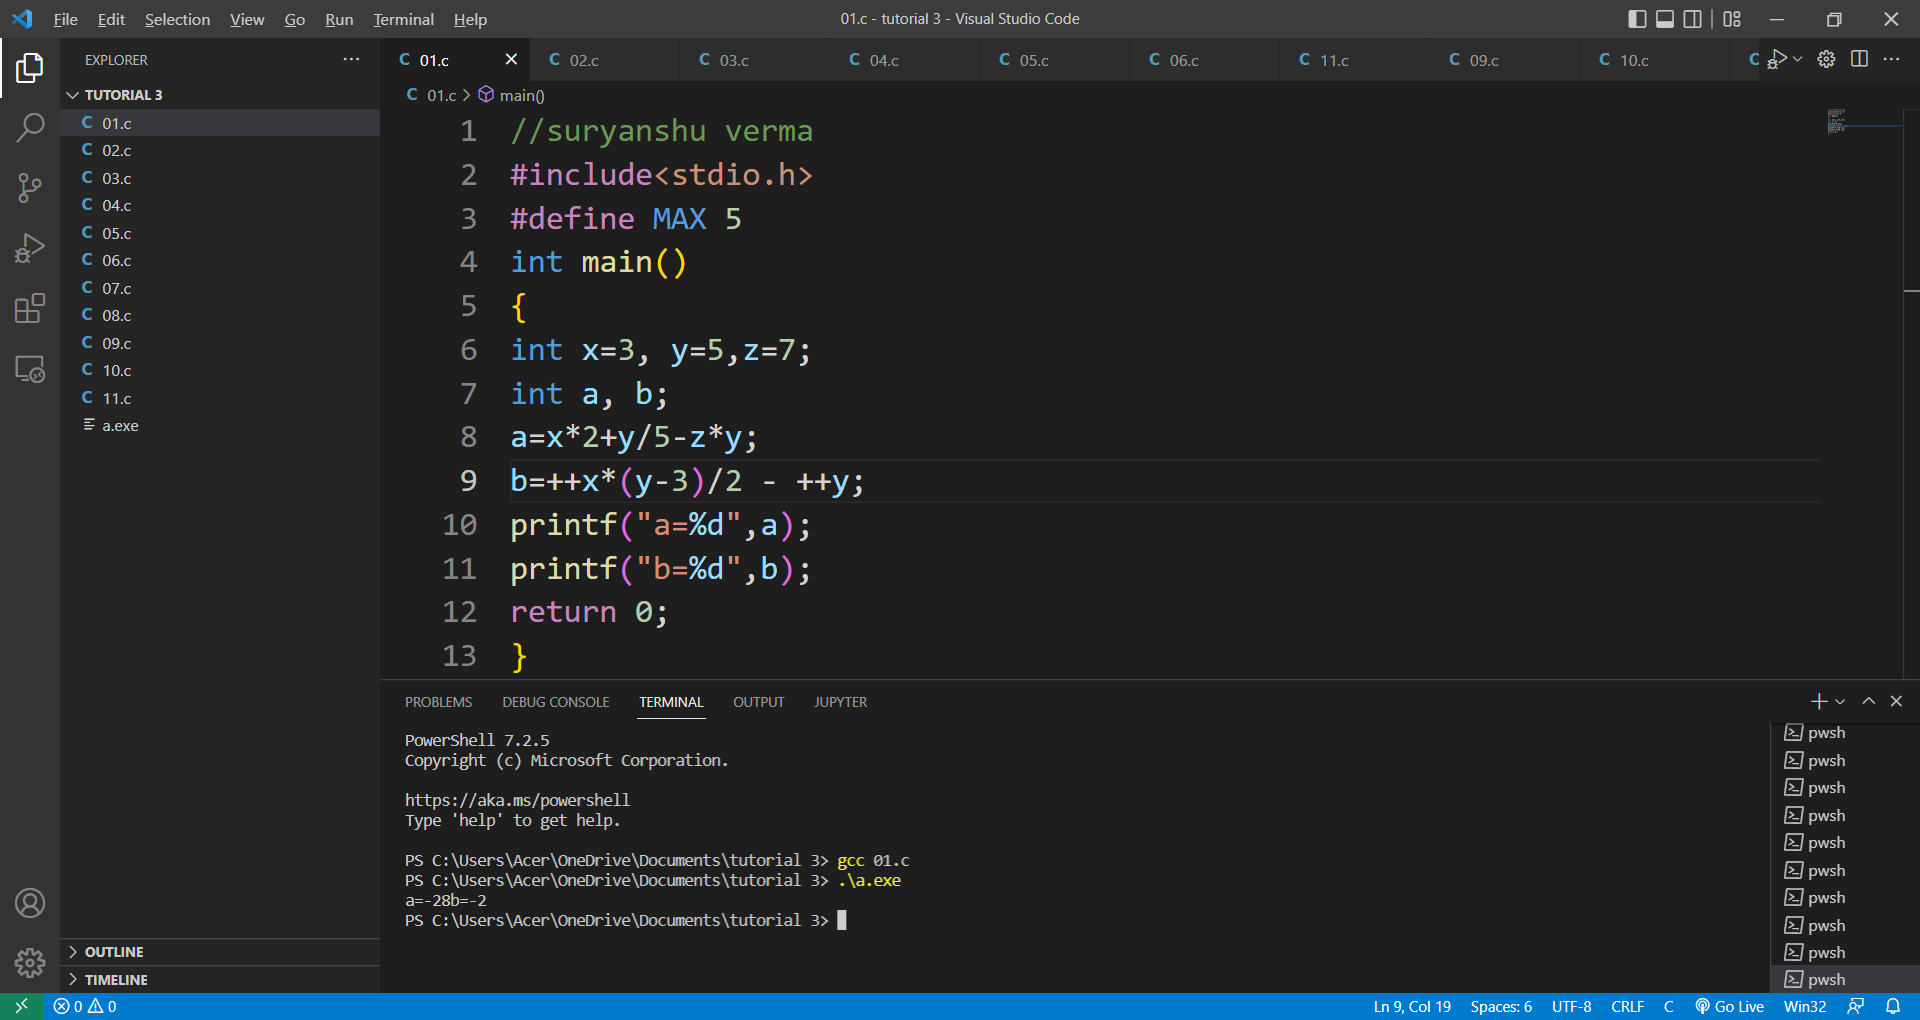 File Edit Selection View Go Run Terminal Help
01.c - tutorial 3 - Visual Studio Code
EXPLORER
TUTORIAL 3
C 01.c
C 02.c
C 03.c
C 04.c
C 05.c
C 06.c
C 07.c
C 08.c
C 09.c
C 10.c
C 11.c
a.exe
OUTLINE
TIMELINE
C 01.c C 02.c C 03.c C 04.c C 05.c C 06.c C 11.c C 09.c C 10.c C
C 01.c > main()
1 //suryanshu verma
2 #include<stdio.h>
3 #define MAX 5
4 int main()
5 {
6 int x=3, y=5,z=7;
7 int a, b;
8 a=x*2+y/5-z*y;
9 b=++x*(y-3)/2 - ++y;
10 printf("a=%d",a);
11 printf("b=%d",b);
12 return 0;
13 }
PROBLEMS DEBUG CONSOLE TERMINAL OUTPUT JUPYTER
PowerShell 7.2.5
Copyright (c) Microsoft Corporation.
https://aka.ms/powershell
Type 'help' to get help.
PS C:\Users\Acer\OneDrive\Documents\tutorial 3> gcc 01.c
PS C:\Users\Acer\OneDrive\Documents\tutorial 3> .\a.exe
a=-28b=-2
PS C:\Users\Acer\OneDrive\Documents\tutorial 3>
pwsh
pwsh
pwsh
pwsh
pwsh
pwsh
pwsh
pwsh
pwsh
pwsh
0 0
Ln 9, Col 19 Spaces: 6 UTF-8 CRLF C Go Live Win32